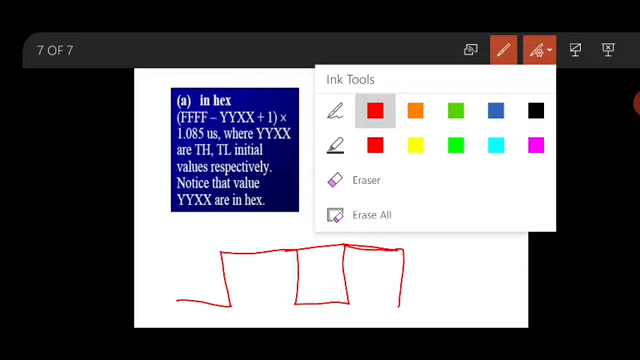 7 OF 7
Ink Tools
(a) in hex
(FFFF – YYXX + 1) ×
1.085 us, where YYXX
are TH, TL initial
values respectively.
Notice that value
YYXX are in hex.
Eraser
Erase All